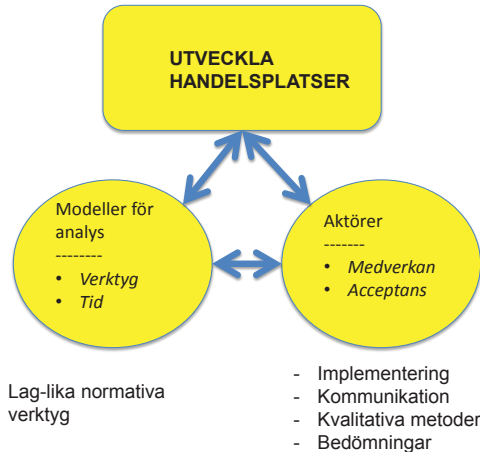 UTVECKLA
HANDELSPLATSER
Modeller för
analys
--------
• Verktyg
• Tid
Aktörer
-------
• Medverkan
• Acceptans
Lag-lika normativa
verktyg
- Implementering
- Kommunikation
- Kvalitativa metoder
- Bedömningar